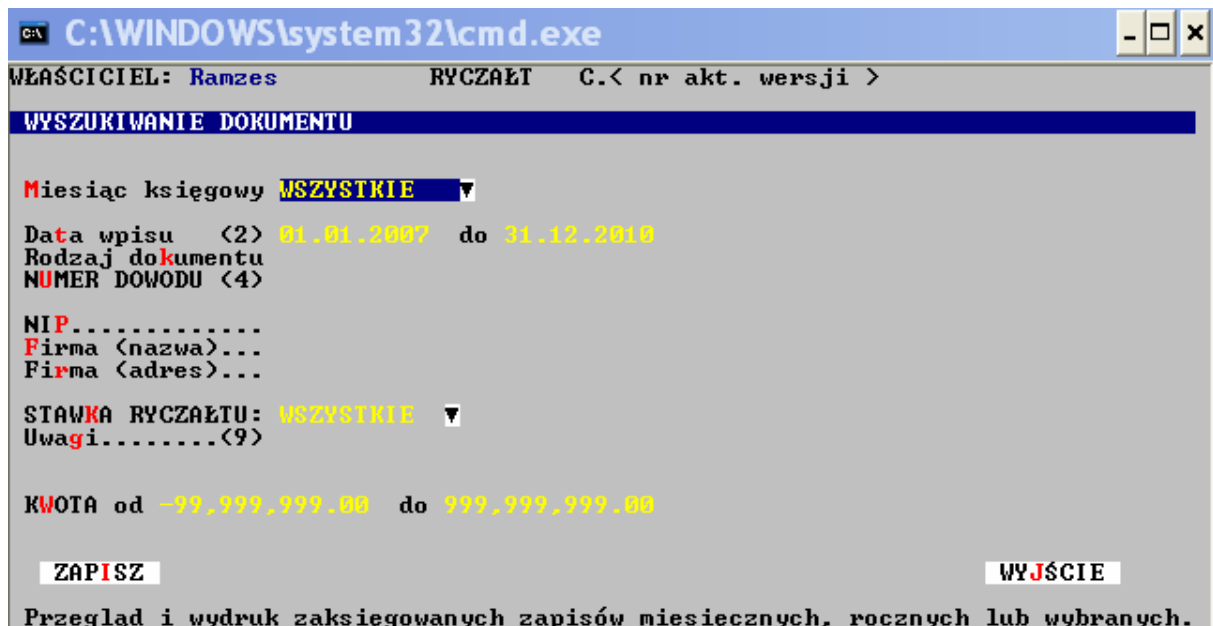 C:\WINDOWS\system32\cmd.exe
WŁAŚCICIEL: Ramzes RYCZAŁT C.< nr akt. wersji >
WYSZUKIWANIE DOKUMENTU
Miesiąc księgowy WSZYSTKIE
Data wpisu (2) 01.01.2007 do 31.12.2010
Rodzaj dokumentu
NUMER DOWODU (4)
NIP.............
Firma (nazwa)...
Firma (adres)...
STAWKA RYCZAŁTU: WSZYSTKIE
Uwagi........(9)
KWOTA od -99,999,999.00 do 999,999,999.00
ZAPISZ WYJŚCIE
Przegląd i wydruk zaksięgowanych zapisów miesięcznych, rocznych lub wybranych.